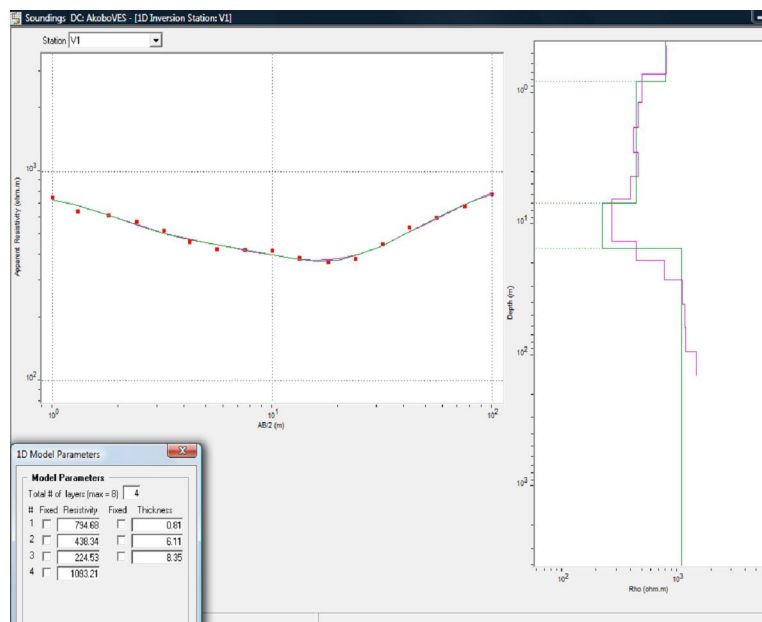 Soundings DC: AkoboVES - [1D Inversion Station: V1]
Station V1
10³
10²
Apparent Resistivity (ohm.m)
10⁰ 10¹ 10²
AB/2 (m)
10⁰
10¹
10²
10³
Depth (m)
10² 10³
Rho (ohm.m)
1D Model Parameters
Model Parameters
Total # of layers (max = 8) 4
# Fixed Resistivity Fixed Thickness
1 794.68 0.81
2 438.34 6.11
3 224.53 8.35
4 1093.21